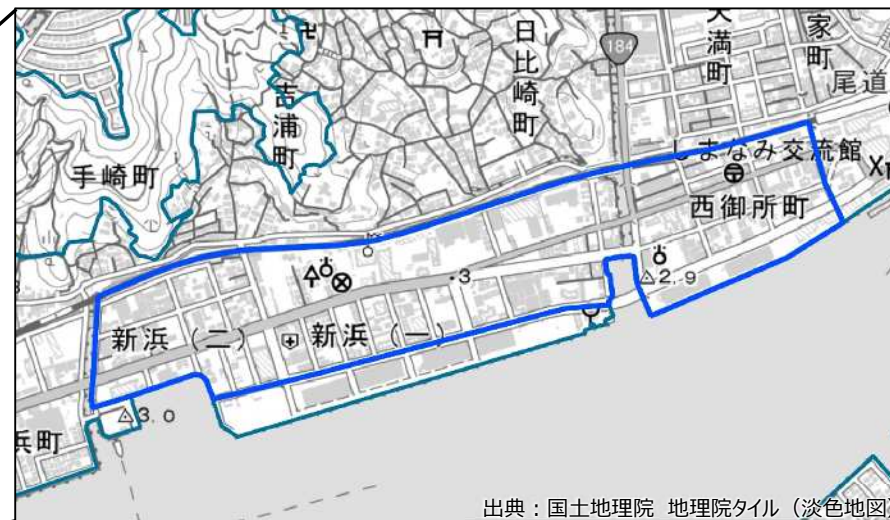 吉浦町
日比崎町
184
天満町
家町
尾道
手崎町
しまなみ交流館
西御所町
2.9
・3
新浜（二）
新浜（一）
3.0
浜町
出典：国土地理院 地理院タイル（淡色地図）